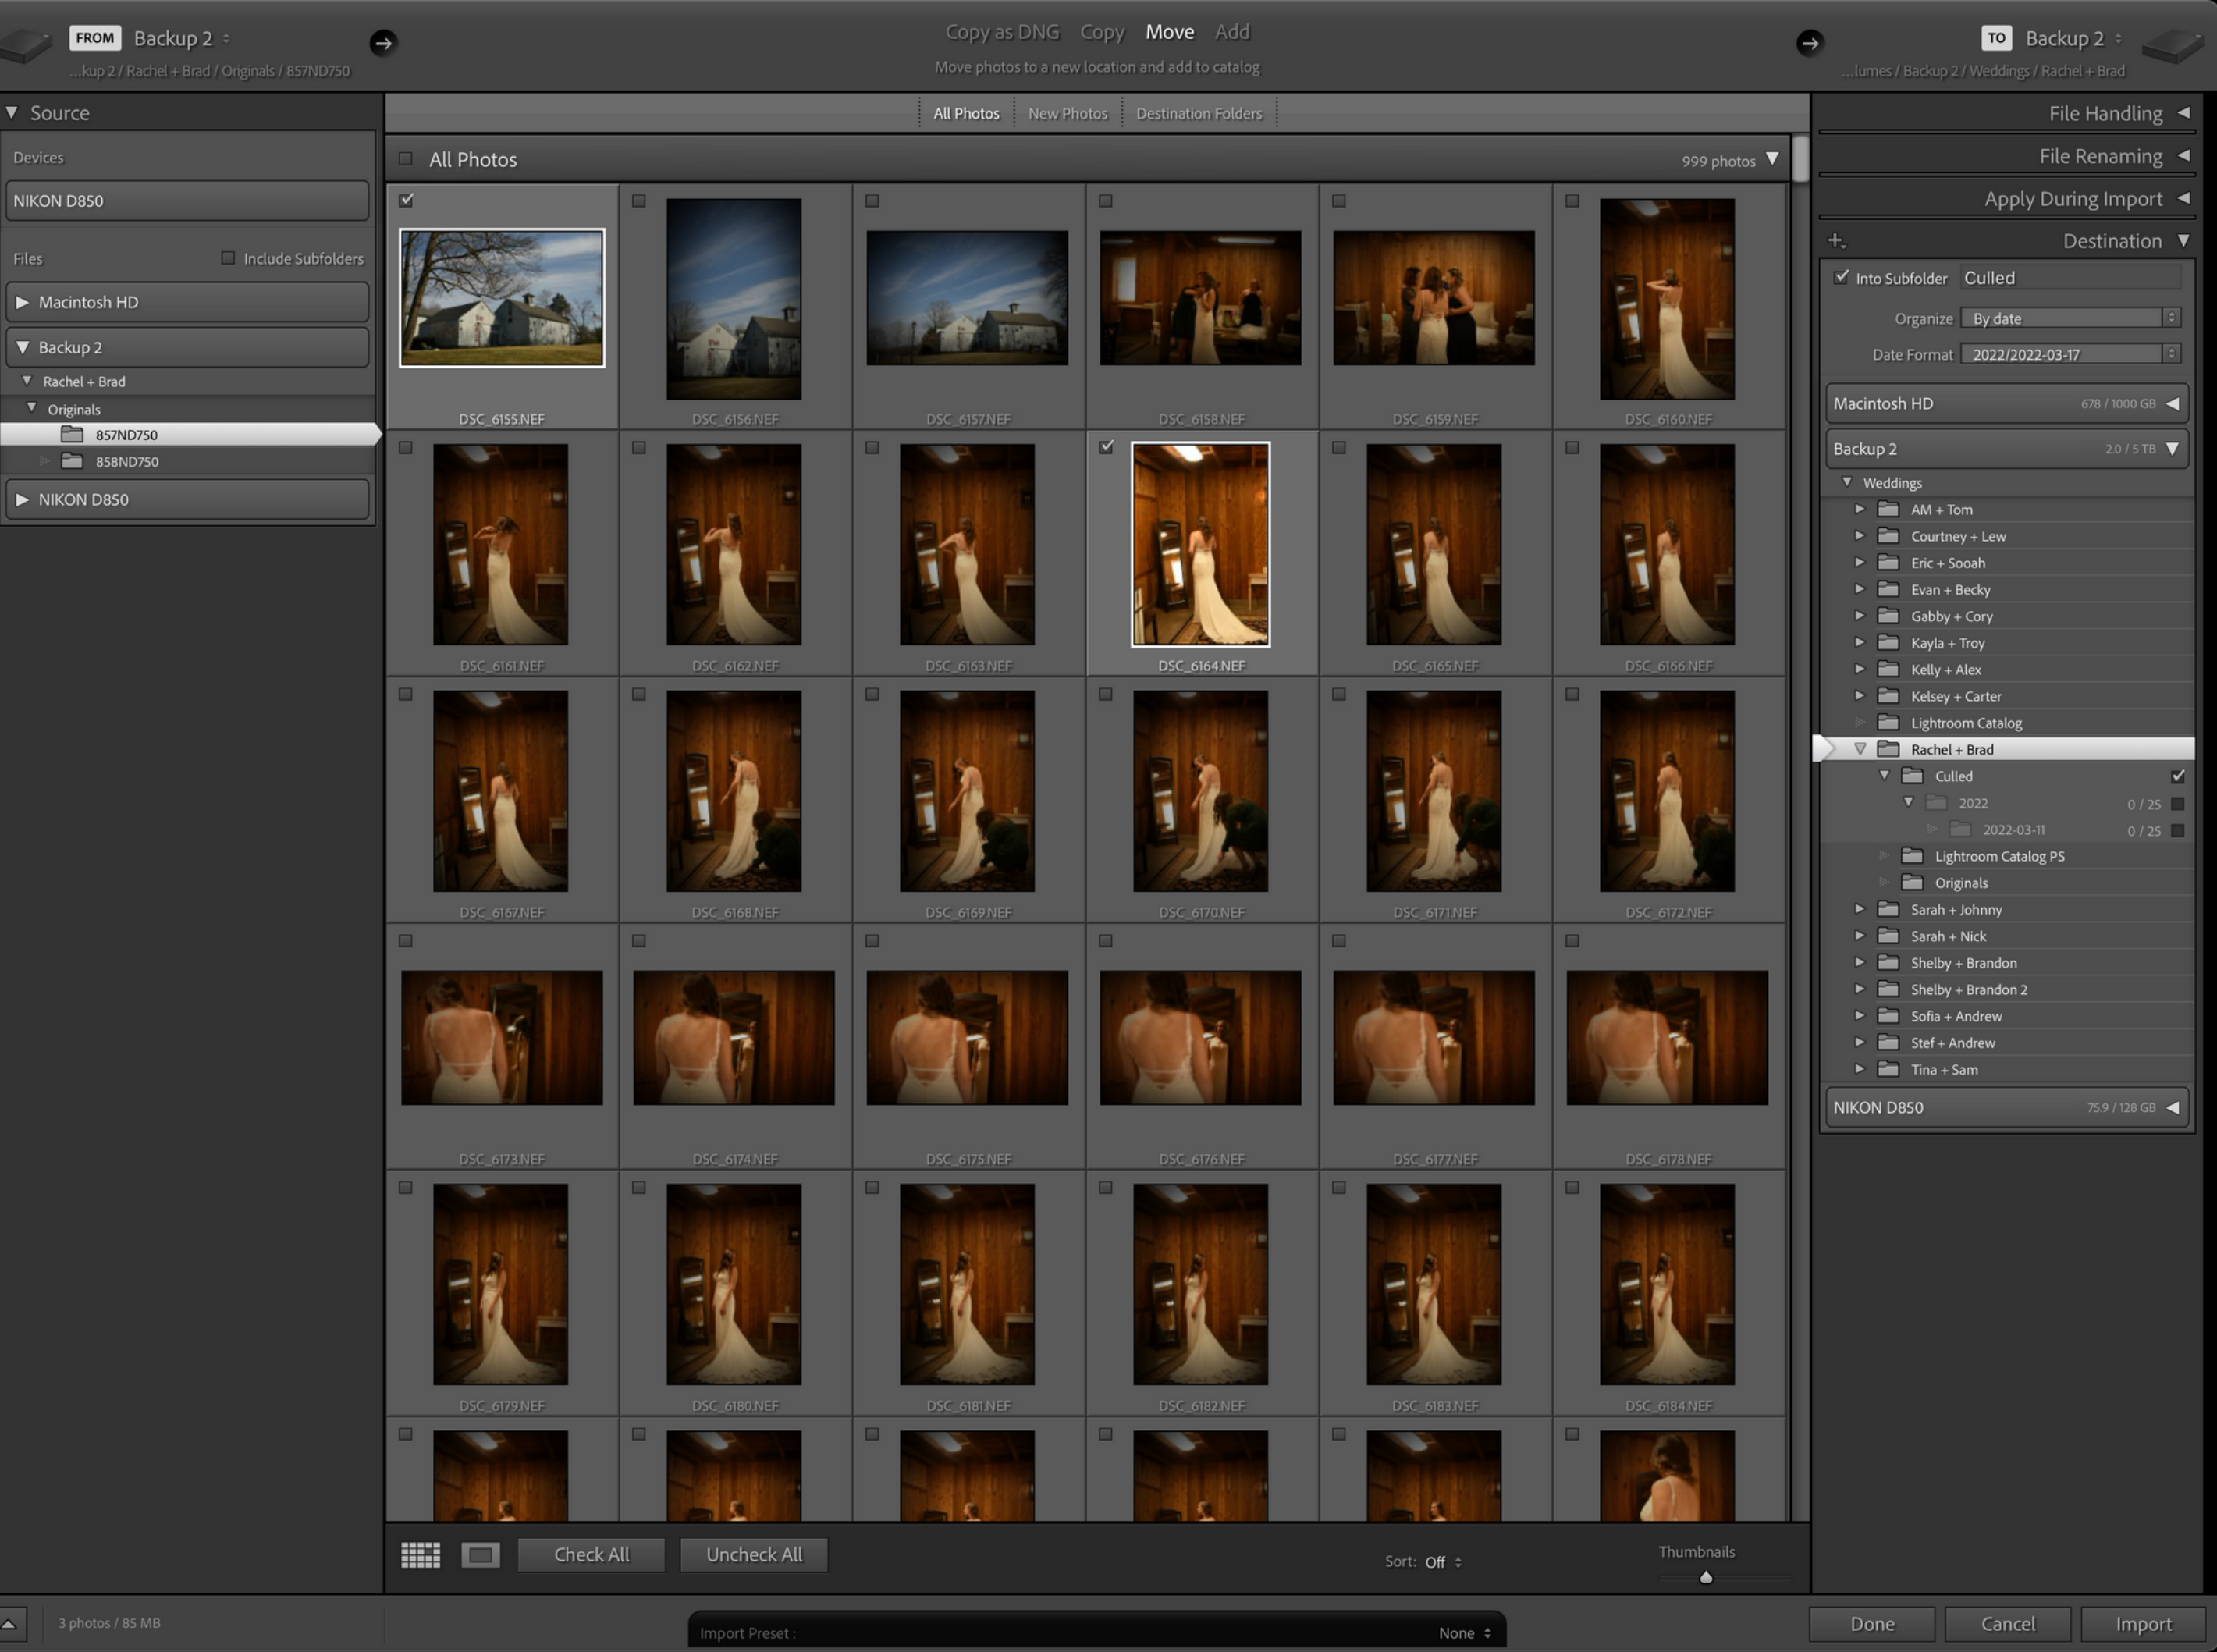 FROM Backup 2
...kup 2 / Rachel + Brad / Originals / 857ND750
Copy as DNG Copy Move Add
Move photos to a new location and add to catalog
TO Backup 2
...lumes / Backup 2 / Weddings / Rachel + Brad
Source
Devices
NIKON D850
Files Include Subfolders
Macintosh HD
Backup 2
Rachel + Brad
Originals
857ND750
858ND750
NIKON D850
All Photos New Photos Destination Folders
All Photos 999 photos
DSC_6155.NEF DSC_6156.NEF DSC_6157.NEF DSC_6158.NEF DSC_6159.NEF DSC_6160.NEF
DSC_6161.NEF DSC_6162.NEF DSC_6163.NEF DSC_6164.NEF DSC_6165.NEF DSC_6166.NEF
DSC_6167.NEF DSC_6168.NEF DSC_6169.NEF DSC_6170.NEF DSC_6171.NEF DSC_6172.NEF
DSC_6173.NEF DSC_6174.NEF DSC_6175.NEF DSC_6176.NEF DSC_6177.NEF DSC_6178.NEF
DSC_6179.NEF DSC_6180.NEF DSC_6181.NEF DSC_6182.NEF DSC_6183.NEF DSC_6184.NEF
Check All Uncheck All Sort: Off Thumbnails
File Handling
File Renaming
Apply During Import
Destination
Into Subfolder Culled
Organize By date
Date Format 2022/2022-03-17
Macintosh HD 678 / 1000 GB
Backup 2 2.0 / 5 TB
Weddings
AM + Tom
Courtney + Lew
Eric + Sooah
Evan + Becky
Gabby + Cory
Kayla + Troy
Kelly + Alex
Kelsey + Carter
Lightroom Catalog
Rachel + Brad
Culled
2022 0 / 25
2022-03-11 0 / 25
Lightroom Catalog PS
Originals
Sarah + Johnny
Sarah + Nick
Shelby + Brandon
Shelby + Brandon 2
Sofia + Andrew
Stef + Andrew
Tina + Sam
NIKON D850 75.9 / 128 GB
3 photos / 85 MB
Import Preset : None
Done Cancel Import